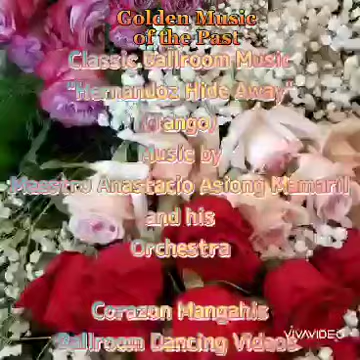 Golden Music
of the Past
Classic Ballroom Music
"Hernandoz Hide Away"
(Tango)
Music by
Maestro Anastacio Asiong Mamaril
and his
Orchestra
Corazon Mangahis
Ballroom Dancing Videos
VIVAVIDEO